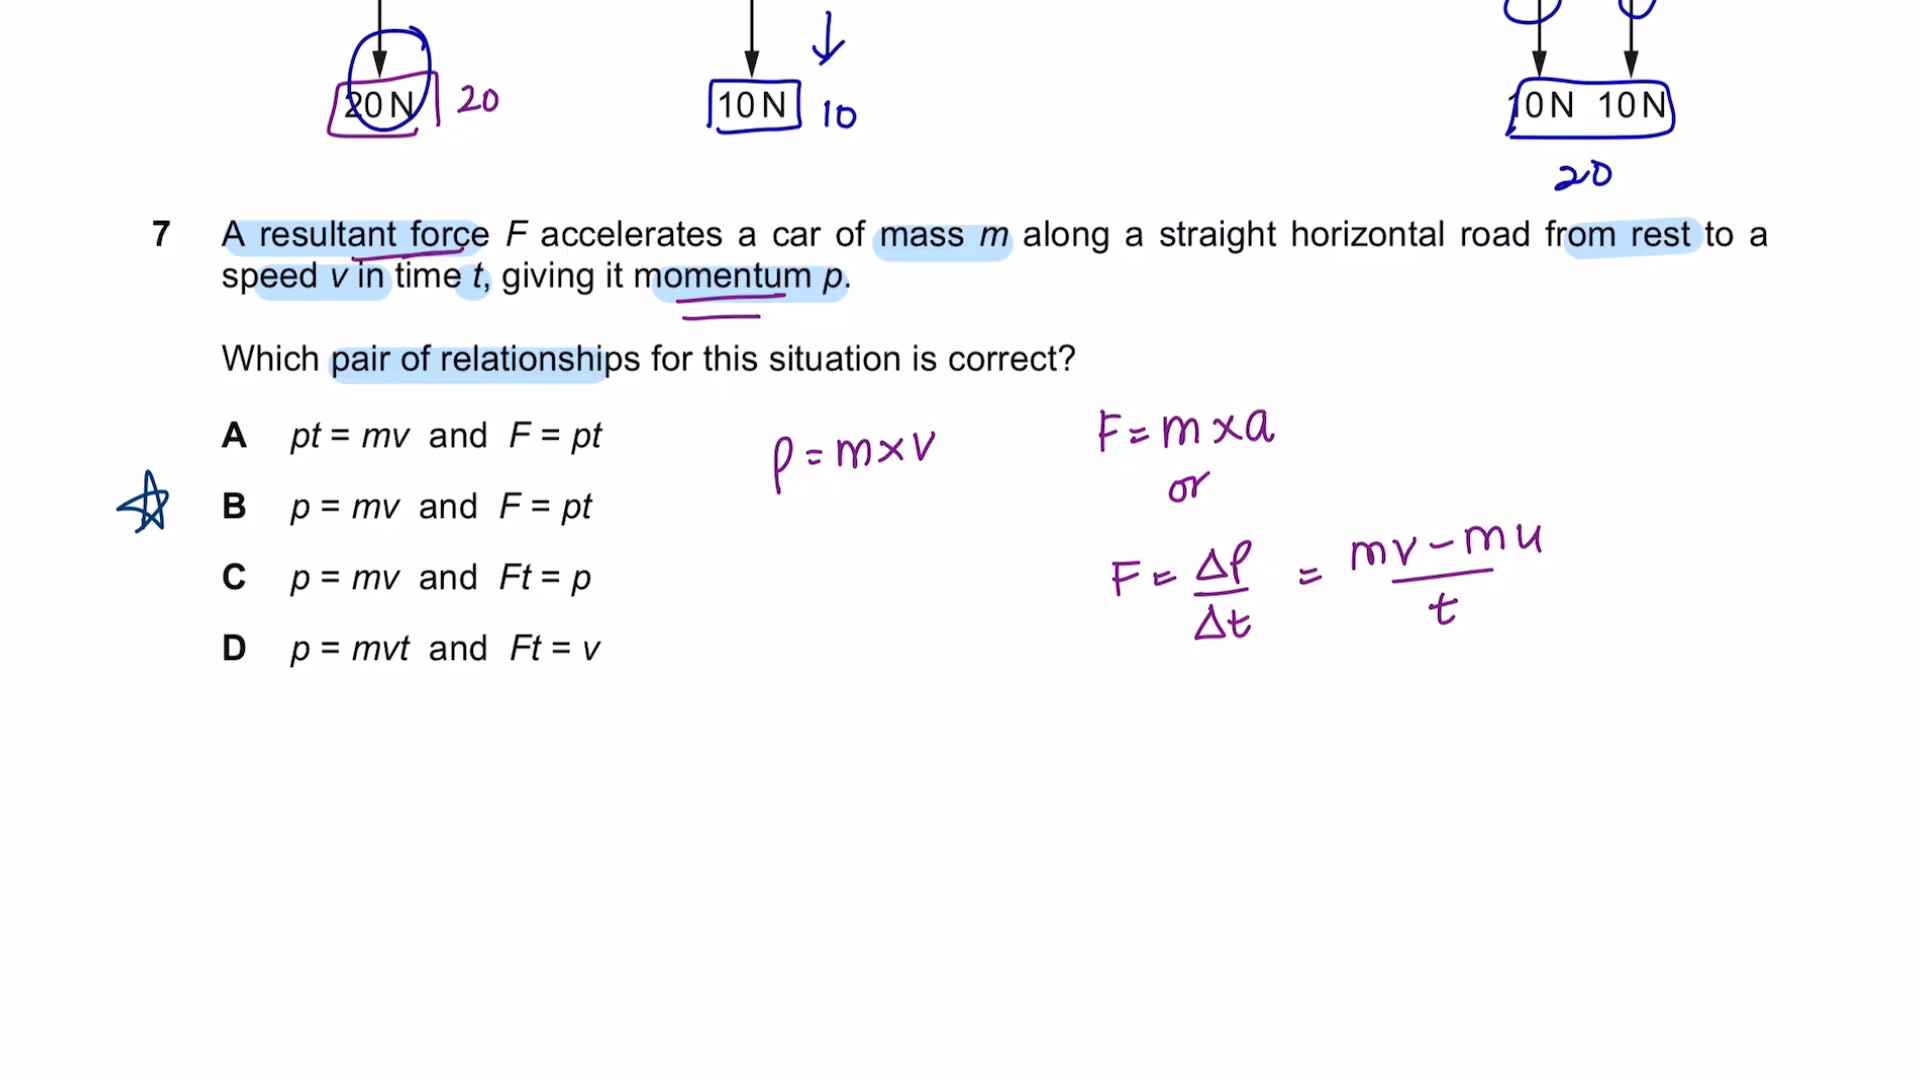 20 N 20 10 N 10 10 N 10 N
20
7 A resultant force F accelerates a car of mass m along a straight horizontal road from rest to a
speed v in time t, giving it momentum p.
Which pair of relationships for this situation is correct?
A pt = mv and F = pt
B p = mv and F = pt
C p = mv and Ft = p
D p = mvt and Ft = v
p = m × v
F = m × a
or
F = Δp/Δt = mv - mu/t